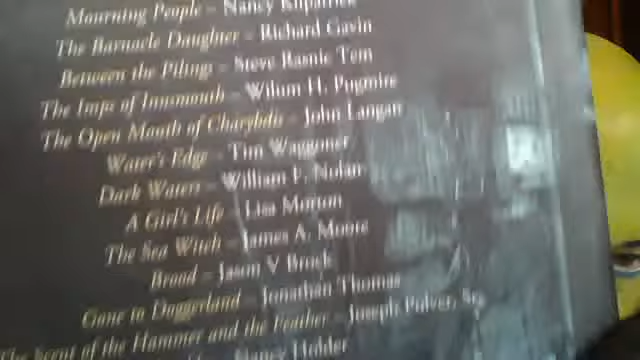 Mourning People – Nancy Kilpatrick
The Barnacle Daughter – Richard Gavin
Between the Pilings – Steve Rasnic Tem
The Imps of Innsmouth – Wilum H. Pugmire
The Open Mouth of Charybdis – John Langan
Water's Edge – Tim Waggoner
Dark Waters – William F. Nolan
A Girl's Life – Lisa Morton
The Sea Witch – James A. Moore
Brood – Jason V Brock
Gone to Doggerland – Jonathan Thomas
The Scent of the Hammer and the Feather – Joseph Pulver, Sr.
Nancy Holder